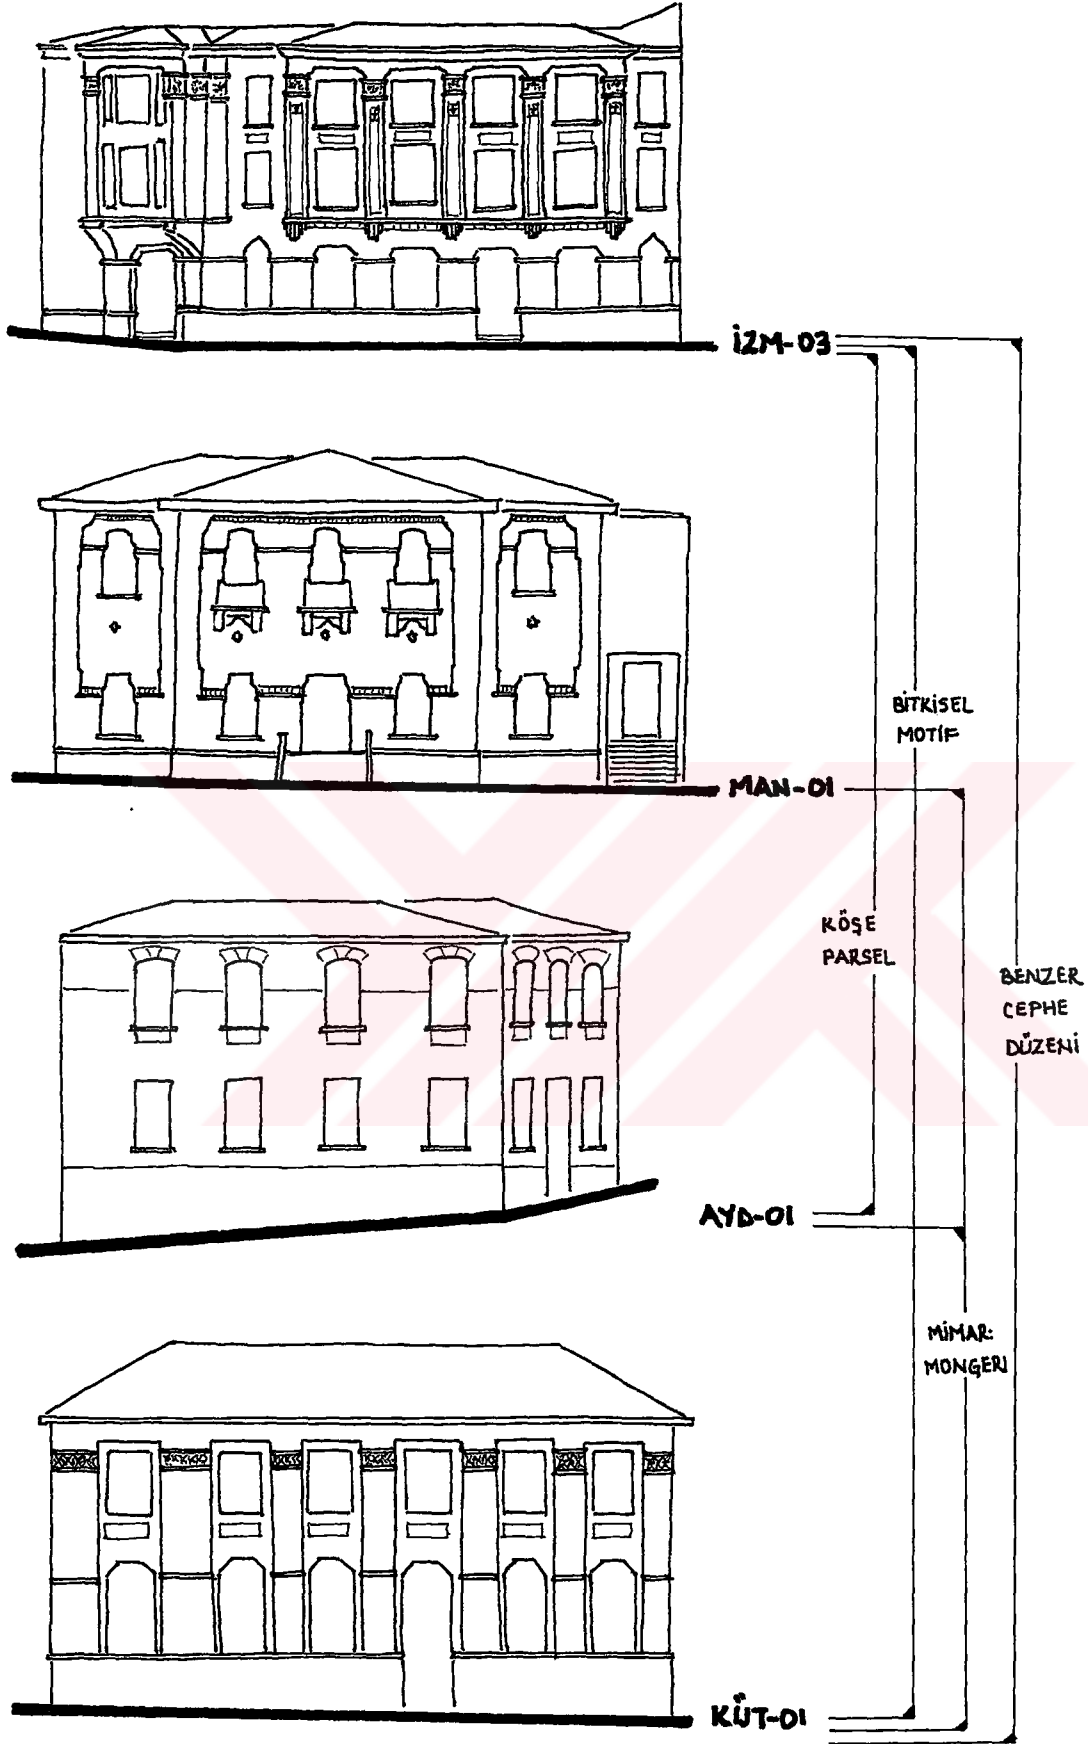 İZM-03
BİTKİSEL
MOTİF
MAN-01
KÖŞE
PARSEL
BENZER
CEPHE
DÜZENİ
AYD-01
MİMAR:
MONGERI
KÜT-01